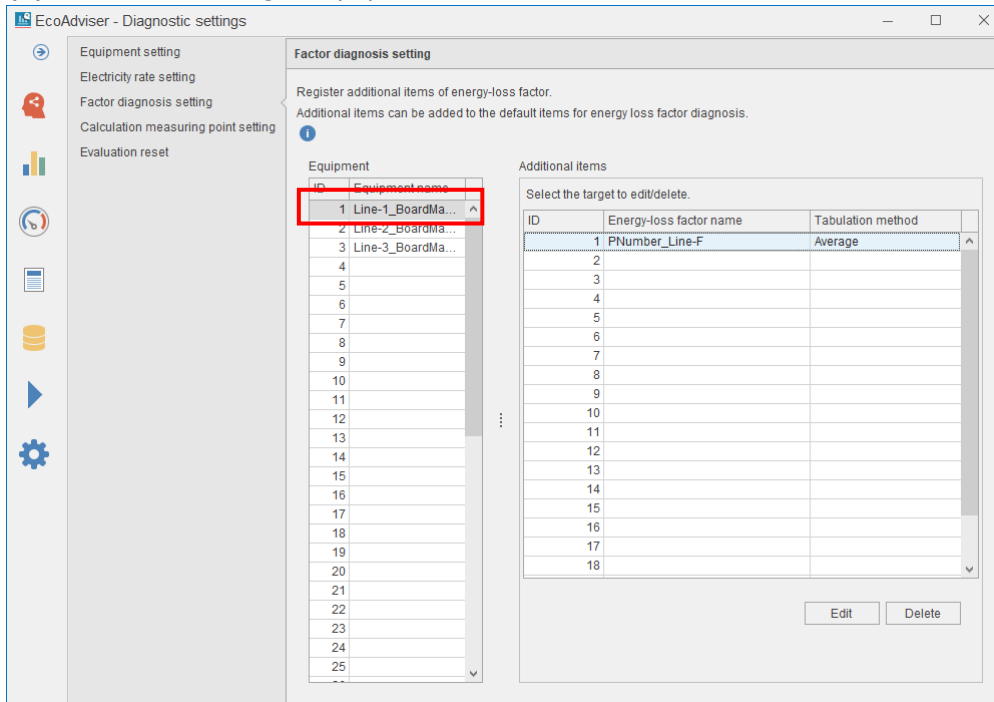 EcoAdviser - Diagnostic settings
Equipment setting
Electricity rate setting
Factor diagnosis setting
Calculation measuring point setting
Evaluation reset
Factor diagnosis setting
Register additional items of energy-loss factor.
Additional items can be added to the default items for energy loss factor diagnosis.
Equipment
ID Equipment name
1 Line-1_BoardMa...
2 Line-2_BoardMa...
3 Line-3_BoardMa...
4
5
6
7
8
9
10
11
12
13
14
15
16
17
18
19
20
21
22
23
24
25
Additional items
Select the target to edit/delete.
ID Energy-loss factor name Tabulation method
1 PNumber_Line-F Average
2
3
4
5
6
7
8
9
10
11
12
13
14
15
16
17
18
Edit Delete